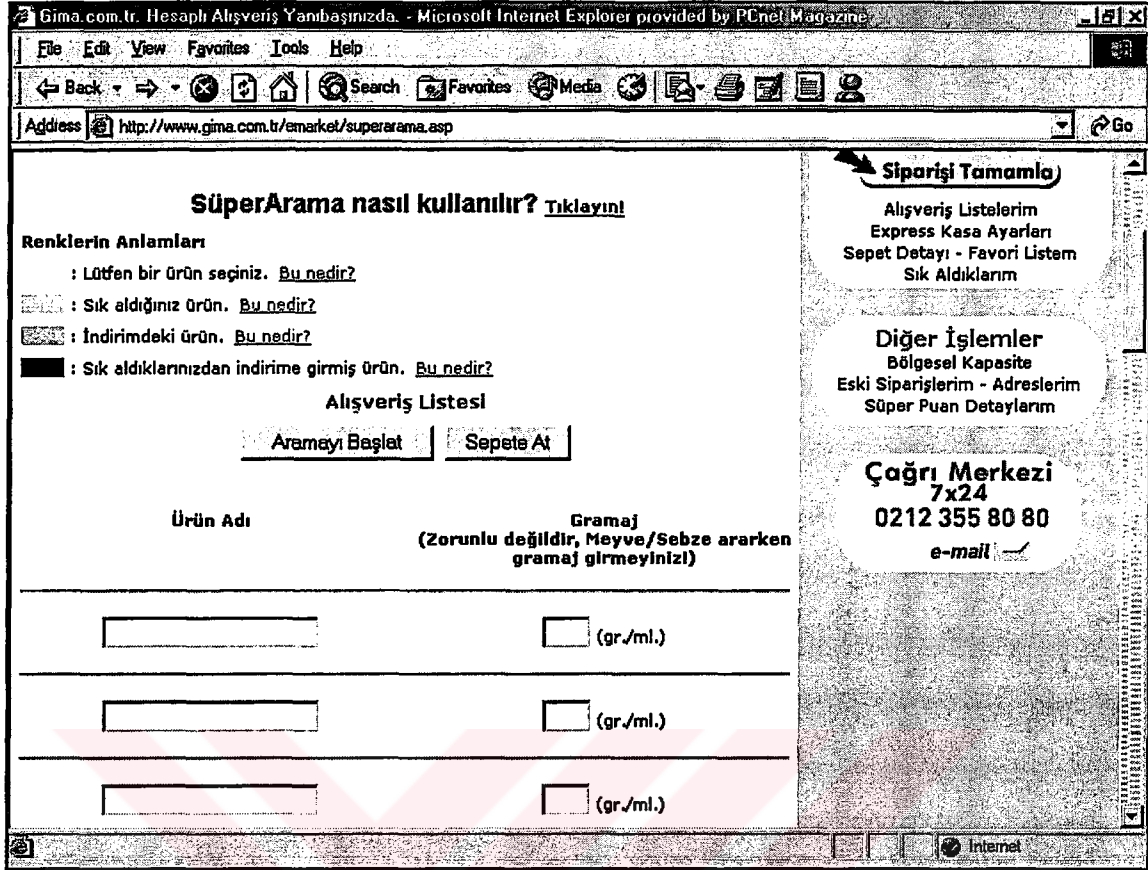 Gima.com.tr. Hesaplı Alışveriş Yanıbaşınızda. - Microsoft Internet Explorer provided by PCnet Magazine
File Edit View Favorites Tools Help
Back Search Favorites Media
Address http://www.gima.com.tr/emarket/superarama.asp Go
SüperArama nasıl kullanılır? Tıklayın!
Renklerin Anlamları
: Lütfen bir ürün seçiniz. Bu nedir?
: Sık aldığınız ürün. Bu nedir?
: İndirimdeki ürün. Bu nedir?
: Sık aldıklarınızdan indirime girmiş ürün. Bu nedir?
Alışveriş Listesi
Aramayı Başlat Sepete At
Ürün Adı Gramaj
(Zorunlu değildir, Meyve/Sebze ararken
gramaj girmeyiniz!)
(gr./ml.)
(gr./ml.)
(gr./ml.)
Siparişi Tamamla
Alışveriş Listelerim
Express Kasa Ayarları
Sepet Detayı - Favori Listem
Sık Aldıklarım
Diğer İşlemler
Bölgesel Kapasite
Eski Siparişlerim - Adreslerim
Süper Puan Detaylarım
Çağrı Merkezi
7x24
0212 355 80 80
e-mail
Internet